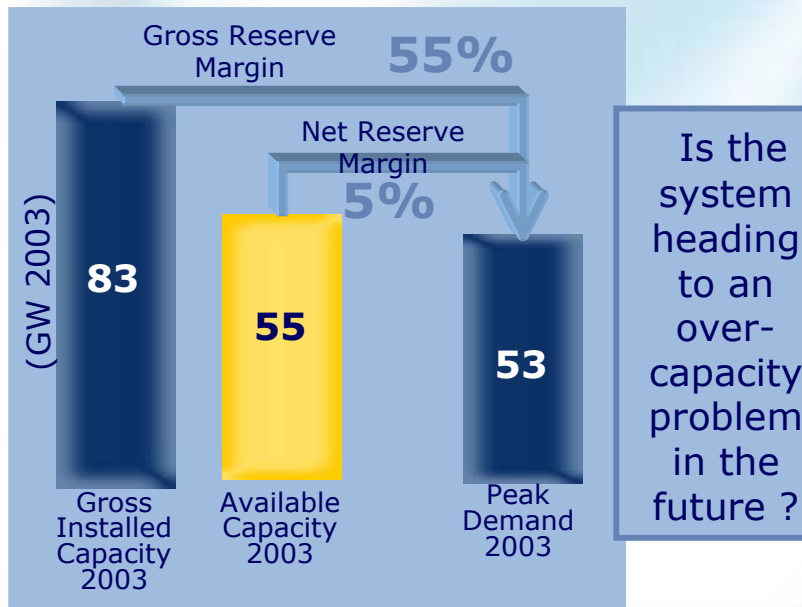 Gross Reserve
Margin
55%
Net Reserve
Margin
5%
(GW 2003)
83
55
53
Gross
Installed
Capacity
2003
Available
Capacity
2003
Peak
Demand
2003
Is the
system
heading
to an
over-
capacity
problem
in the
future ?